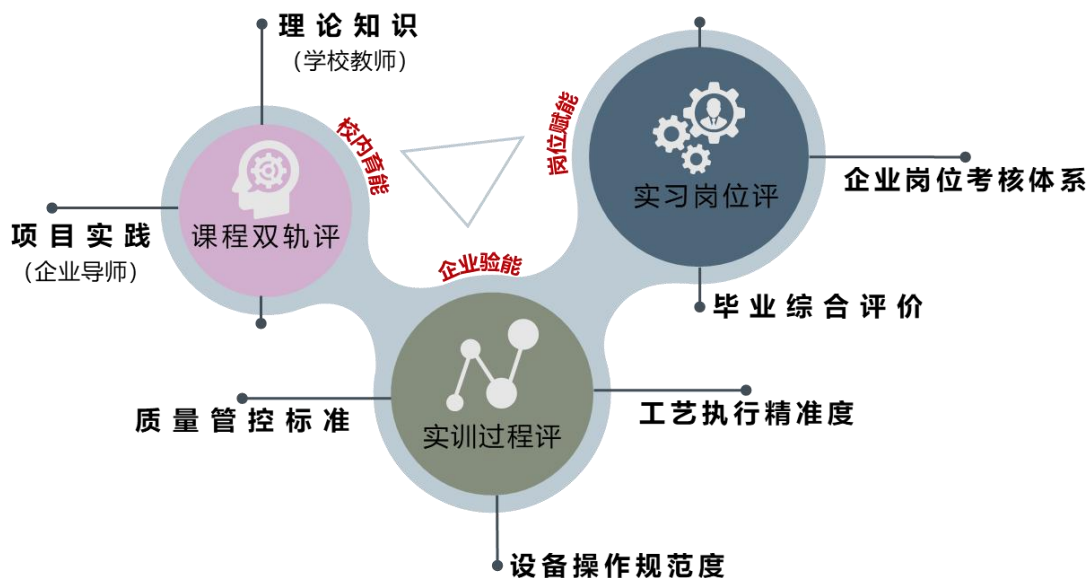 理论知识
（学校教师）
校内育能
项目实践
（企业导师）
课程双轨评
岗位赋能
实习岗位评
企业岗位考核体系
毕业综合评价
企业验能
实训过程评
质量管控标准
工艺执行精准度
设备操作规范度